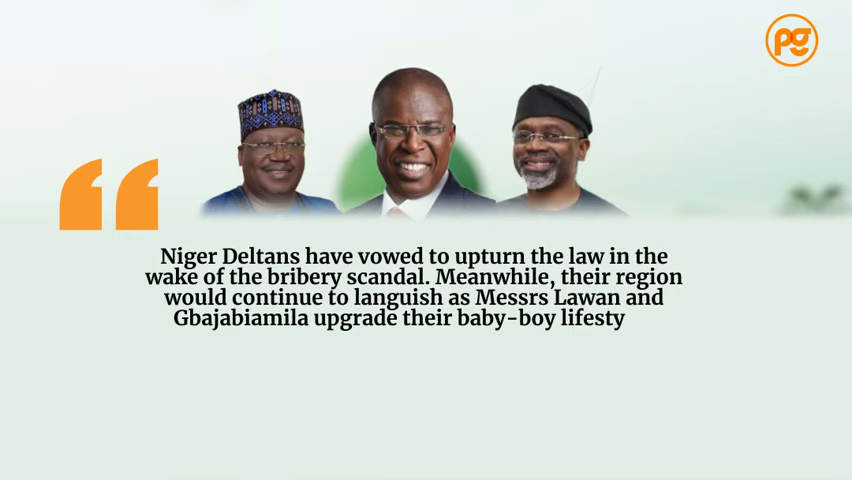 pg
Niger Deltans have vowed to upturn the law in the
wake of the bribery scandal. Meanwhile, their region
would continue to languish as Messrs Lawan and
Gbajabiamila upgrade their baby-boy lifesty